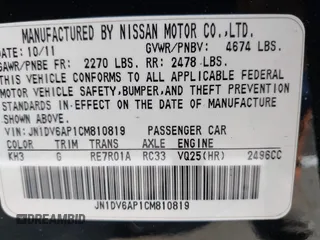 MANUFACTURED BY NISSAN MOTOR CO.,LTD.
DATE: 10/11 GVWR/PNBV: 4674 LBS.
GAWR/PNBE FR: 2270 LBS. RR: 2478 LBS.
THIS VEHICLE CONFORMS TO ALL APPLICABLE FEDERAL
MOTOR VEHICLE SAFETY, BUMPER, AND THEFT PREVENTION
STANDARDS IN EFFECT ON THE DATE OF MANUFACTURE
SHOWN ABOVE.
VIN: JN1DV6AP1CM810819 PASSENGER CAR
COLOR TRIM TRANS AXLE ENGINE
KH3 G RE7R01A RC33 VQ25(HR) 2496CC
JN1DV6AP1CM810819
DREAMBID